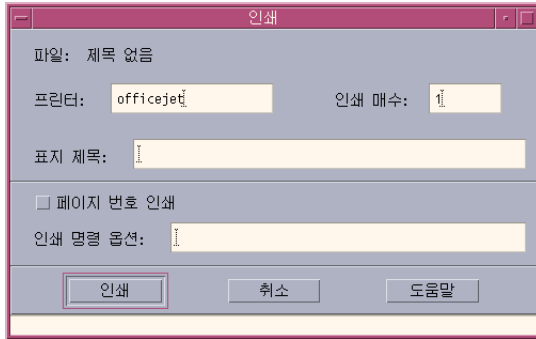 인쇄
파일: 제목 없음
프린터: officejet 인쇄 매수: 1
표지 제목:
페이지 번호 인쇄
인쇄 명령 옵션:
인쇄 취소 도움말